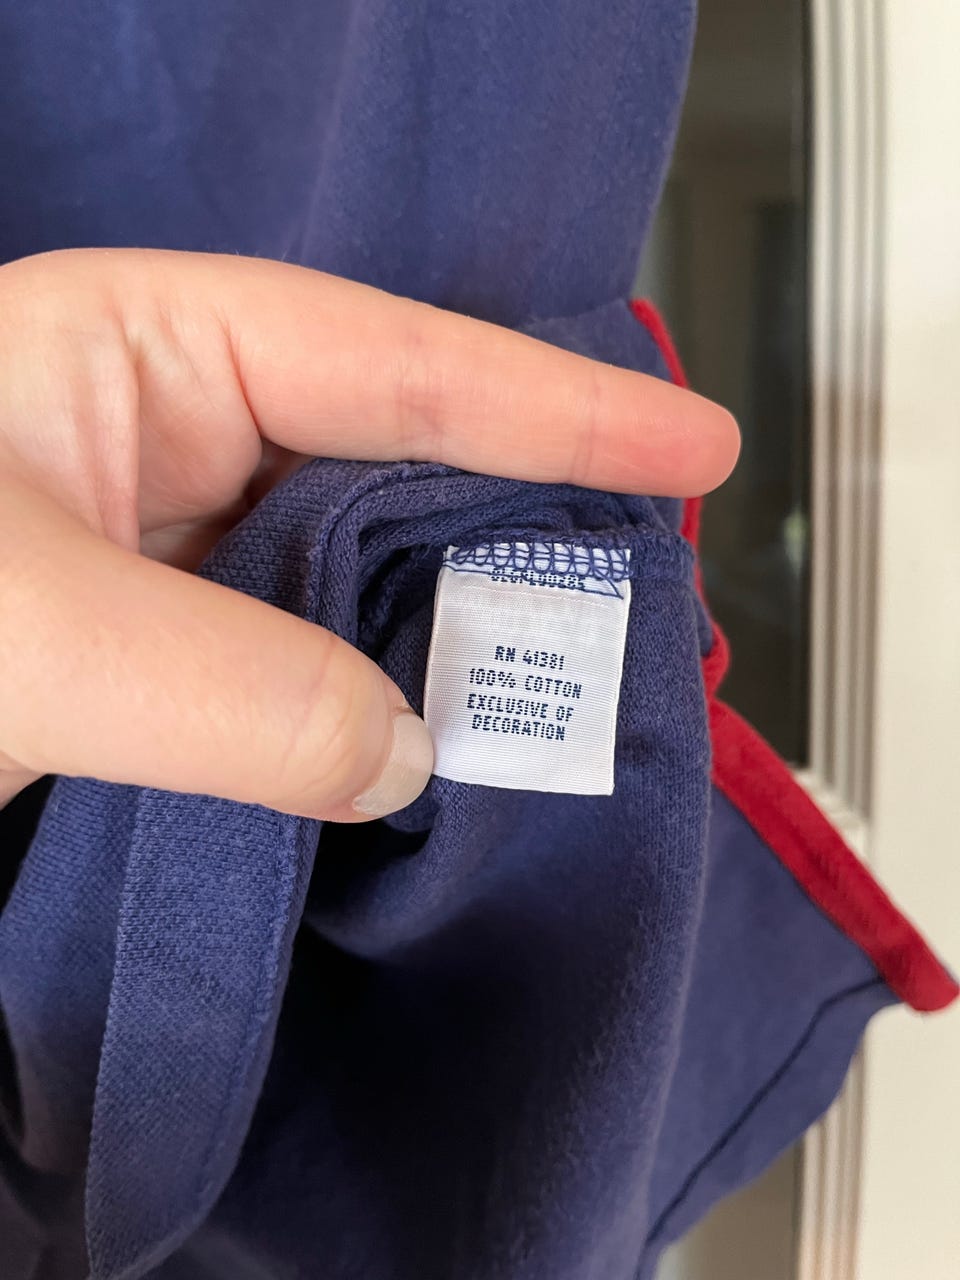 RN 41381
100% COTTON
EXCLUSIVE OF
DECORATION